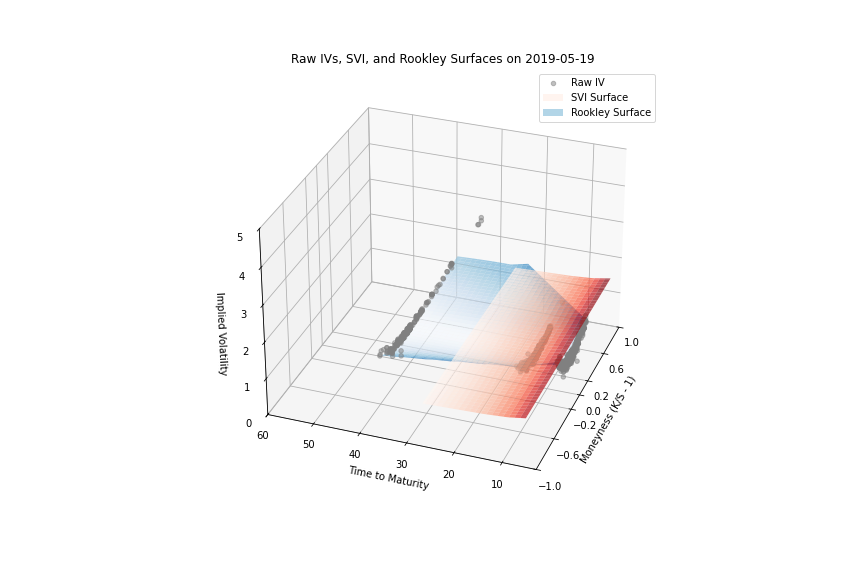 Raw IVs, SVI, and Rookley Surfaces on 2019-05-19
Raw IV
SVI Surface
Rookley Surface
5
4
3
2
1
0
Implied Volatility
60
50
40
30
20
10
Time to Maturity
1.0
0.6
0.2
0.0
−0.2
−0.6
−1.0
Moneyness (K/S - 1)